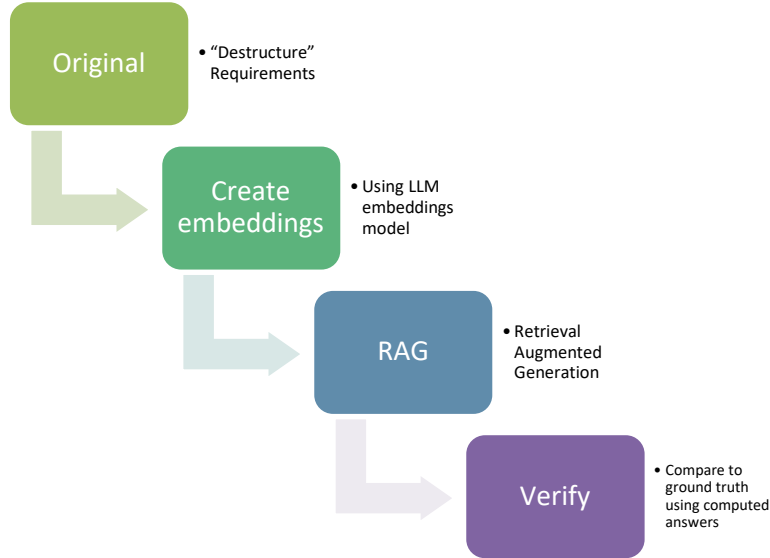 Original
• “Destructure”
Requirements
Create
embeddings
• Using LLM
embeddings
model
RAG
• Retrieval
Augmented
Generation
Verify
• Compare to
ground truth
using computed
answers